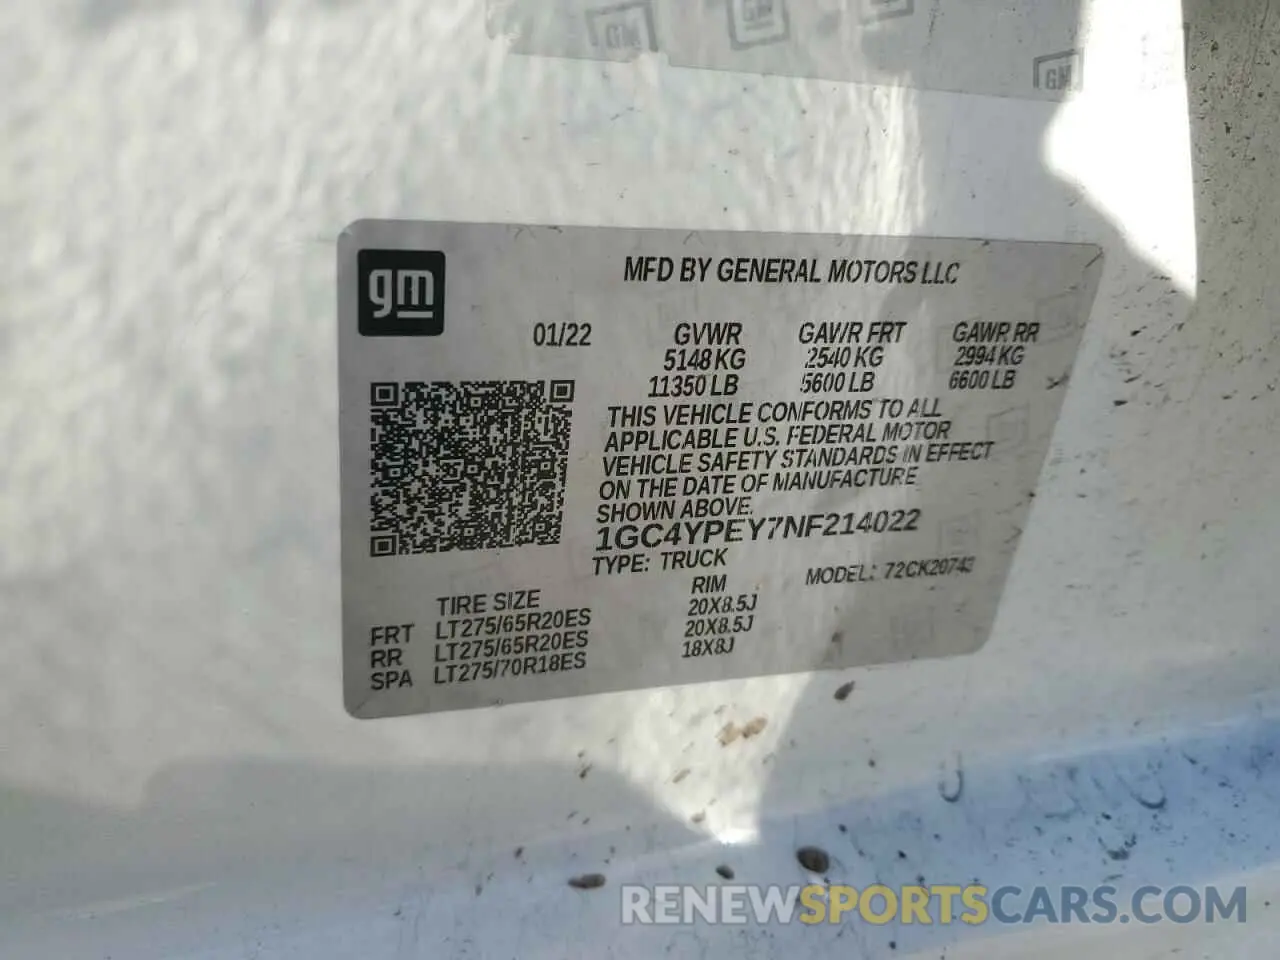 GM
GM
GM
gm
MFD BY GENERAL MOTORS LLC
01/22 GVWR GAWR FRT GAWR RR
5148 KG 2540 KG 2994 KG
11350 LB 5600 LB 6600 LB
THIS VEHICLE CONFORMS TO ALL
APPLICABLE U.S. FEDERAL MOTOR
VEHICLE SAFETY STANDARDS IN EFFECT
ON THE DATE OF MANUFACTURE
SHOWN ABOVE.
1GC4YPEY7NF214022
TYPE: TRUCK MODEL: 72CK20743
TIRE SIZE RIM
FRT LT275/65R20ES 20X8.5J
RR LT275/65R20ES 20X8.5J
SPA LT275/70R18ES 18X8J
RENEWSPORTSCARS.COM